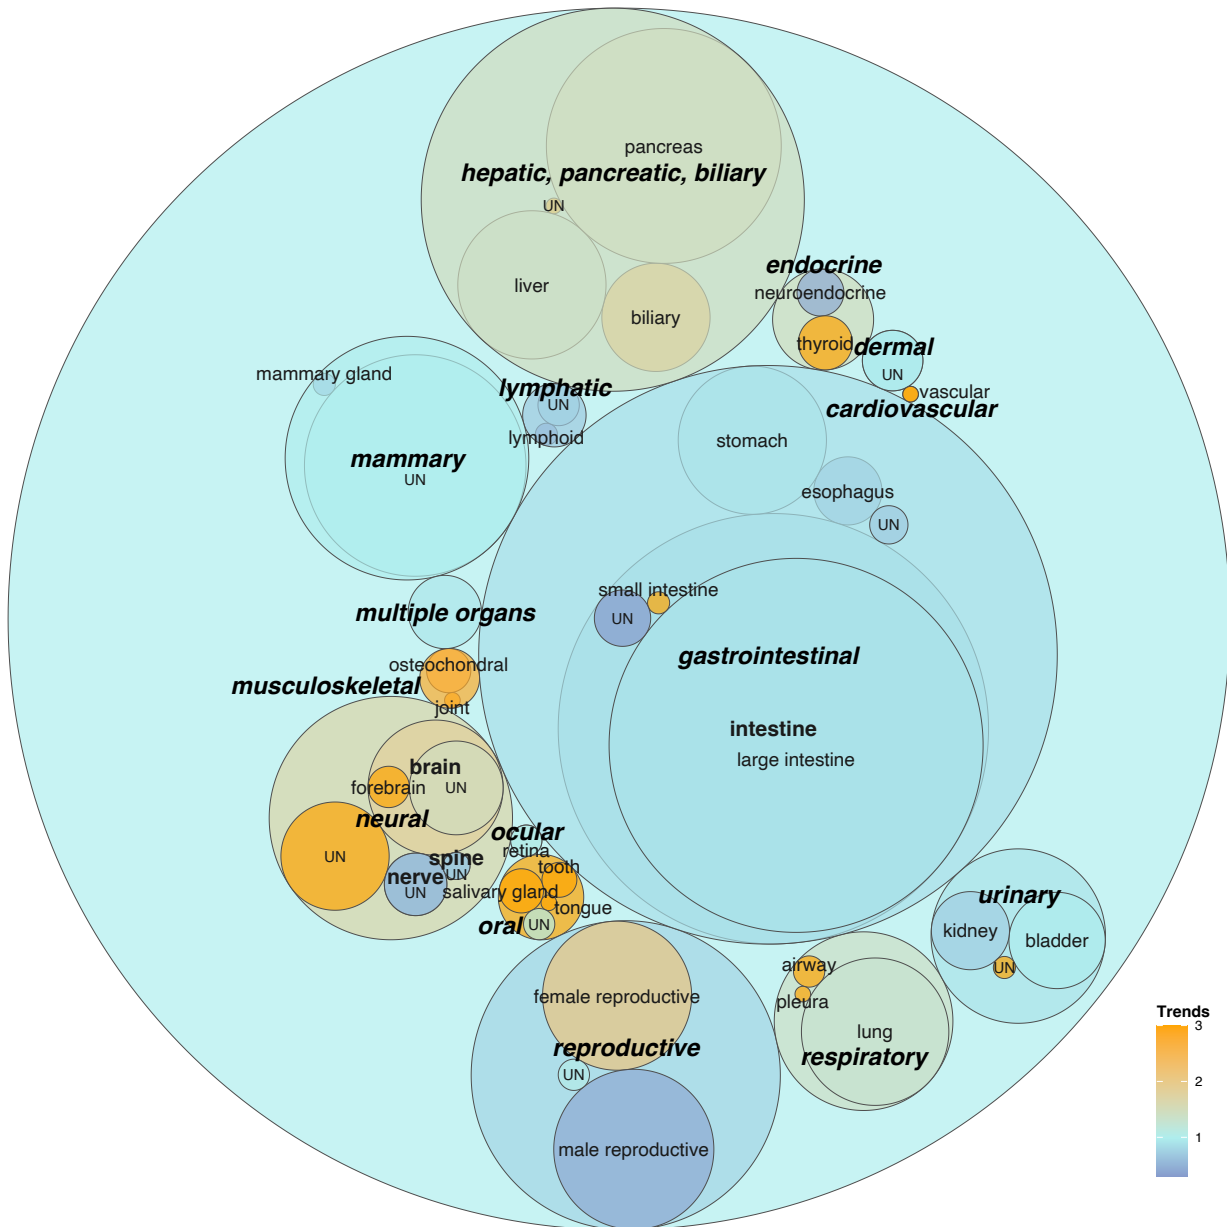 pancreas
hepatic, pancreatic, biliary
UN
endocrine
liver
neuroendocrine
biliary
thyroid
dermal
UN
mammary gland
lymphatic
vascular
UN
cardiovascular
lymphoid
stomach
mammary
UN
esophagus
UN
small intestine
multiple organs
UN
gastrointestinal
osteochondral
musculoskeletal
joint
intestine
large intestine
brain
forebrain
UN
neural
ocular
retina
UN
spine
tooth
UN
nerve
UN
salivary gland
tongue
oral
UN
urinary
kidney
bladder
airway
UN
pleura
female reproductive
lung
reproductive
respiratory
UN
male reproductive
Trends
3
2
1